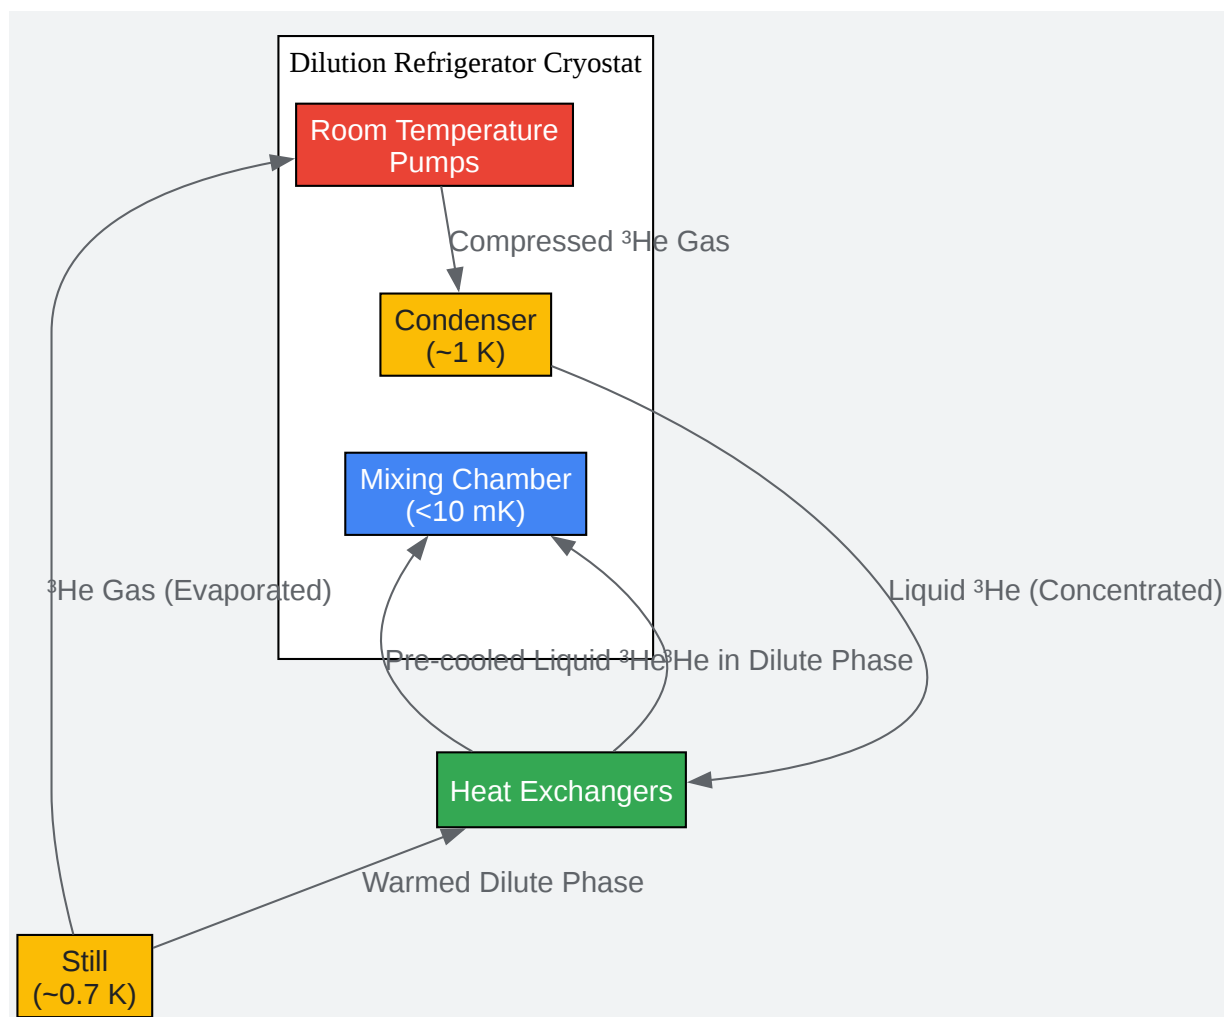 Dilution Refrigerator Cryostat
Room Temperature
Pumps
Compressed ³He Gas
Condenser
(~1 K)
Mixing Chamber
(<10 mK)
³He Gas (Evaporated)
Liquid ³He (Concentrated)
Pre-cooled Liquid ³He
³He in Dilute Phase
Heat Exchangers
Warmed Dilute Phase
Still
(~0.7 K)